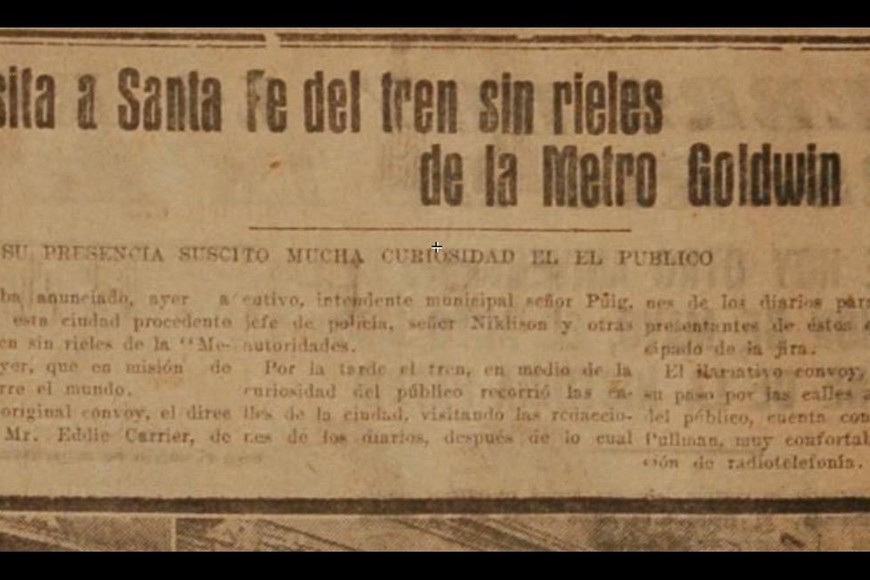 sita a Santa Fe del tren sin rieles
de la Metro Goldwin
SU PRESENCIA SUSCITO MUCHA CURIOSIDAD EL EL PUBLICO
ba anunciado, ayer a
esta ciudad procedente
en sin rieles de la "Me-
yer, que en misión de
rre el mundo.
original convoy, el diree
Mr. Eddie Carrier, de
cutivo, intendente municipal señor Puig,
jefe de policía, señor Niklison y otras
autoridades.
Por la tarde el tren, en medio de la
curiosidad del público recorrió las ca-
lles de la ciudad, visitando las redaccio-
nes de los diarios, después de lo cual
nes de los diarios para
presentantes de éstos
cipado de la jira.
El llamativo convoy,
su paso por las calles a
del público, cuenta con
Pullman, muy confortab
ción de radiotelefonía.